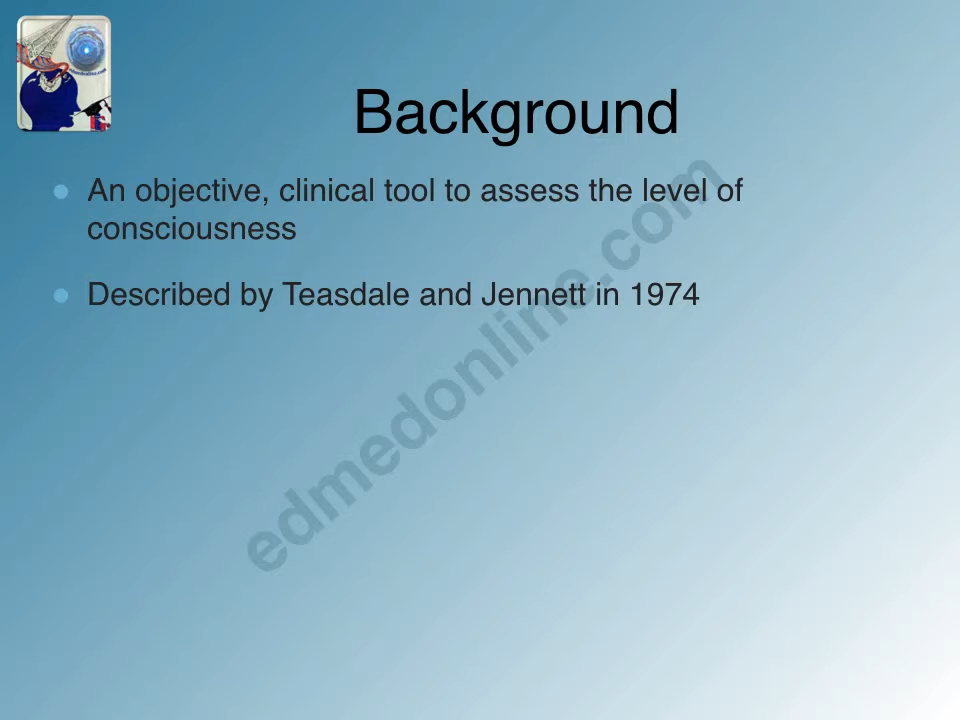 Background
An objective, clinical tool to assess the level of
consciousness
Described by Teasdale and Jennett in 1974
edmedonline.com